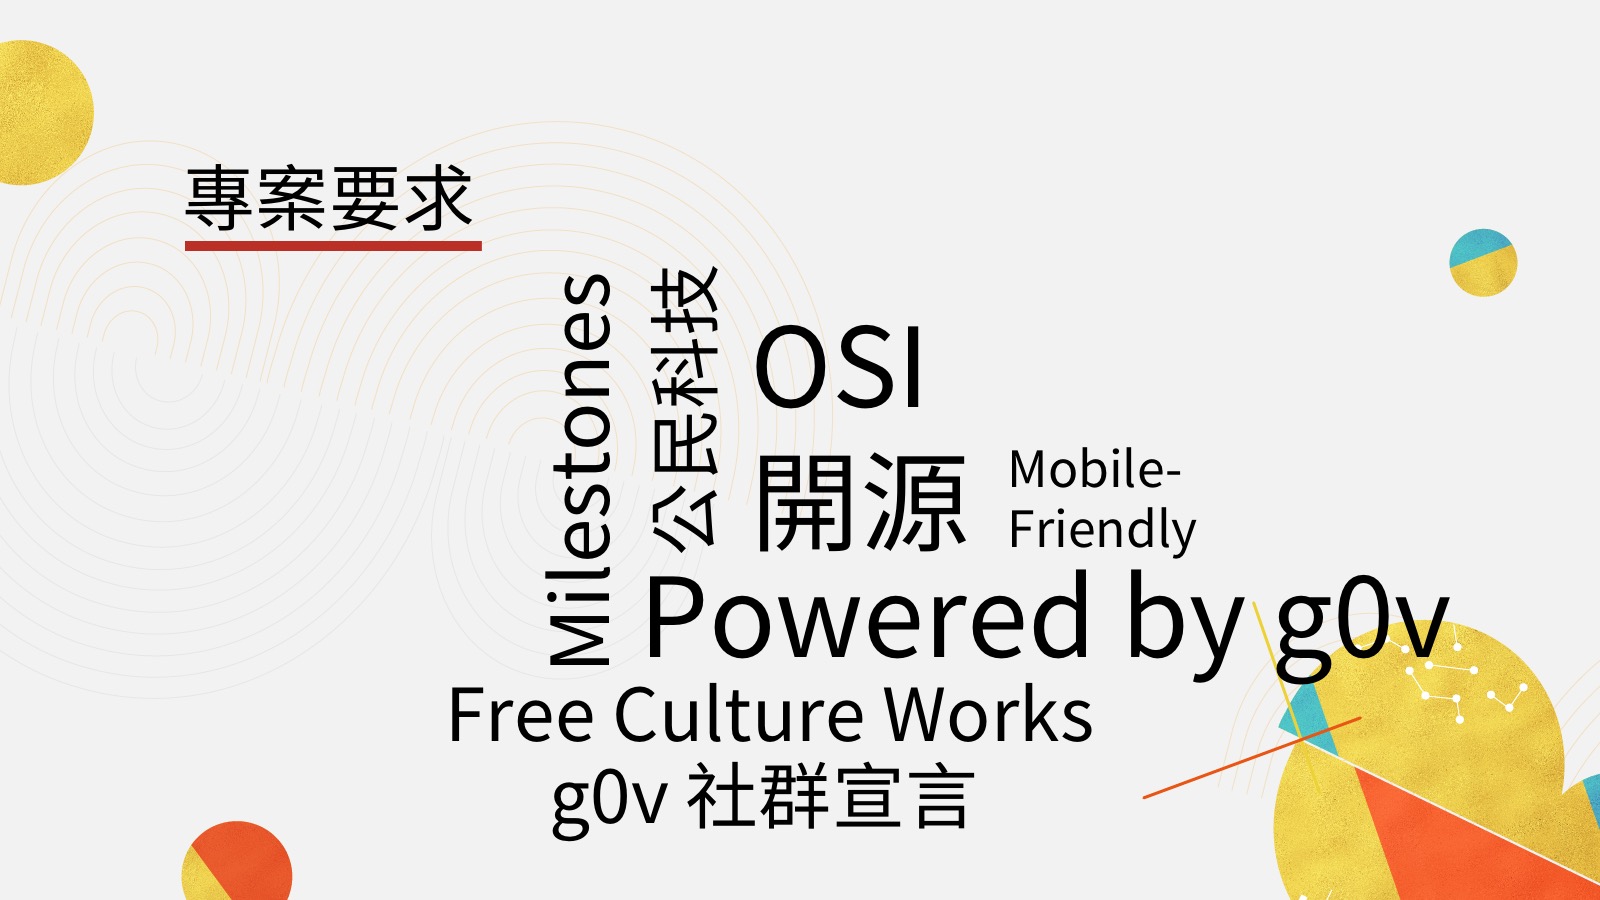 專案要求
Milestones
公民科技
OSI
開源
Mobile-
Friendly
Powered by g0v
Free Culture Works
g0v 社群宣言